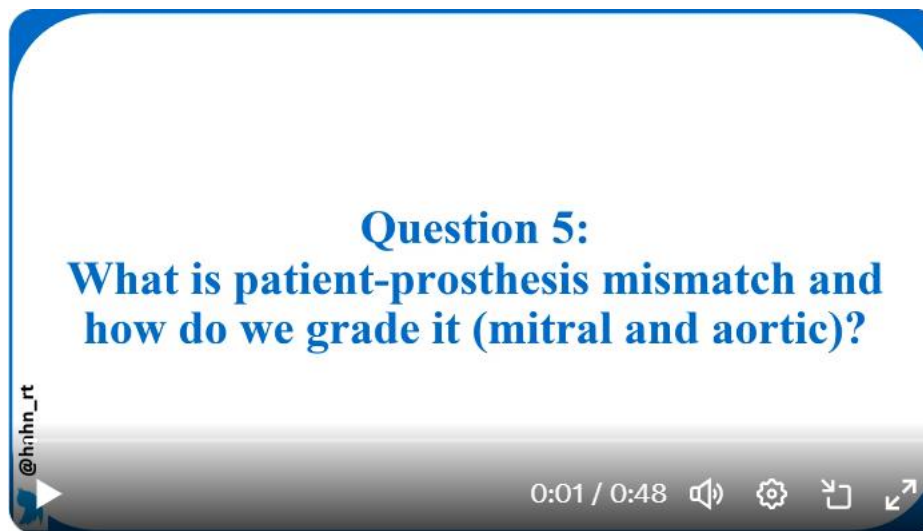 Question 5:
What is patient-prosthesis mismatch and
how do we grade it (mitral and aortic)?
@hahn_rt
0:01 / 0:48